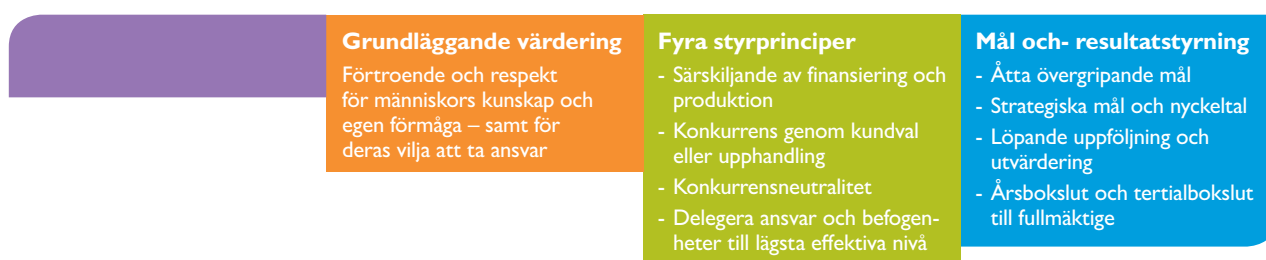 Grundläggande värdering
Förtroende och respekt
för människors kunskap och
egen förmåga – samt för
deras vilja att ta ansvar
Fyra styrprinciper
- Särskiljande av finansiering och
produktion
- Konkurrens genom kundval
eller upphandling
- Konkurrensneutralitet
- Delegera ansvar och befogen-
heter till lägsta effektiva nivå
Mål och- resultatstyrning
- Åtta övergripande mål
- Strategiska mål och nyckeltal
- Löpande uppföljning och
utvärdering
- Årsbokslut och tertialbokslut
till fullmäktige